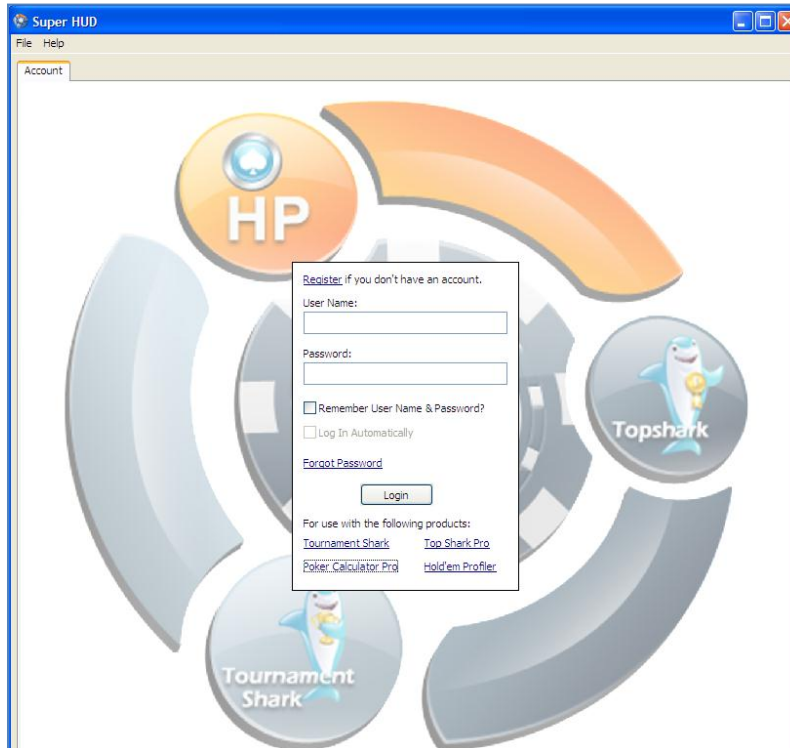 Super HUD
File Help
Account
HP
Register if you don't have an account.
User Name:
Password:
Remember User Name & Password?
Log In Automatically
Forgot Password
Login
For use with the following products:
Tournament Shark Top Shark Pro
Poker Calculator Pro Hold'em Profiler
Topshark
Tournament
Shark